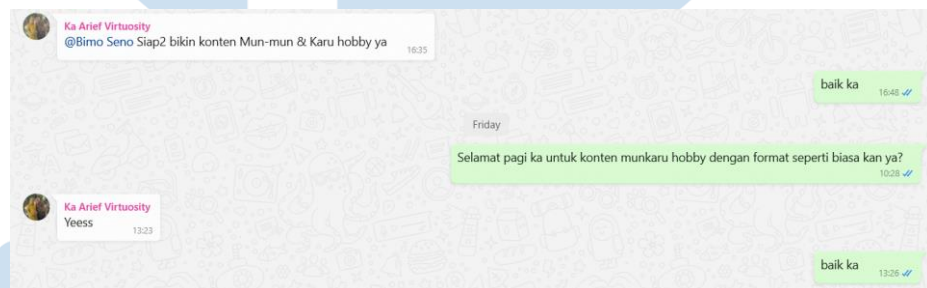 Ka Arief Virtuosity
@Bimo Seno Siap2 bikin konten Mun-mun & Karu hobby ya
16:35
baik ka
16:48
Friday
Selamat pagi ka untuk konten munkaru hobby dengan format seperti biasa kan ya?
10:28
Ka Arief Virtuosity
Yeess
13:23
baik ka
13:26